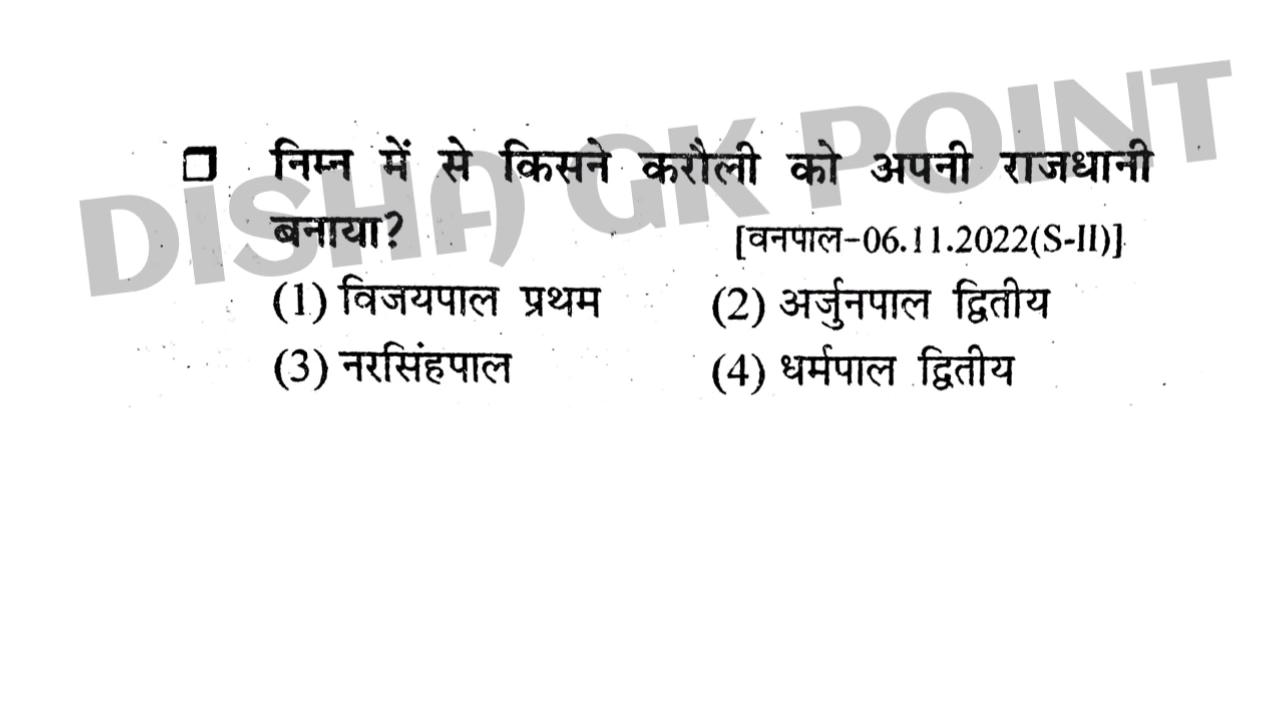 DISHA GK POINT
□ निम्न में से किसने करौली को अपनी राजधानी
बनाया? [वनपाल-06.11.2022(S-II)]
(1) विजयपाल प्रथम (2) अर्जुनपाल द्वितीय
(3) नरसिंहपाल (4) धर्मपाल द्वितीय